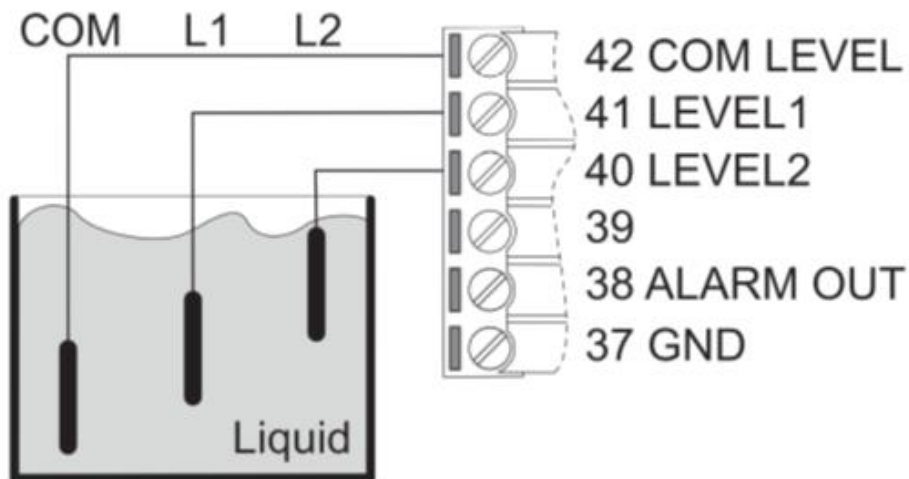 COM L1 L2
42 COM LEVEL
41 LEVEL1
40 LEVEL2
39
38 ALARM OUT
37 GND
Liquid